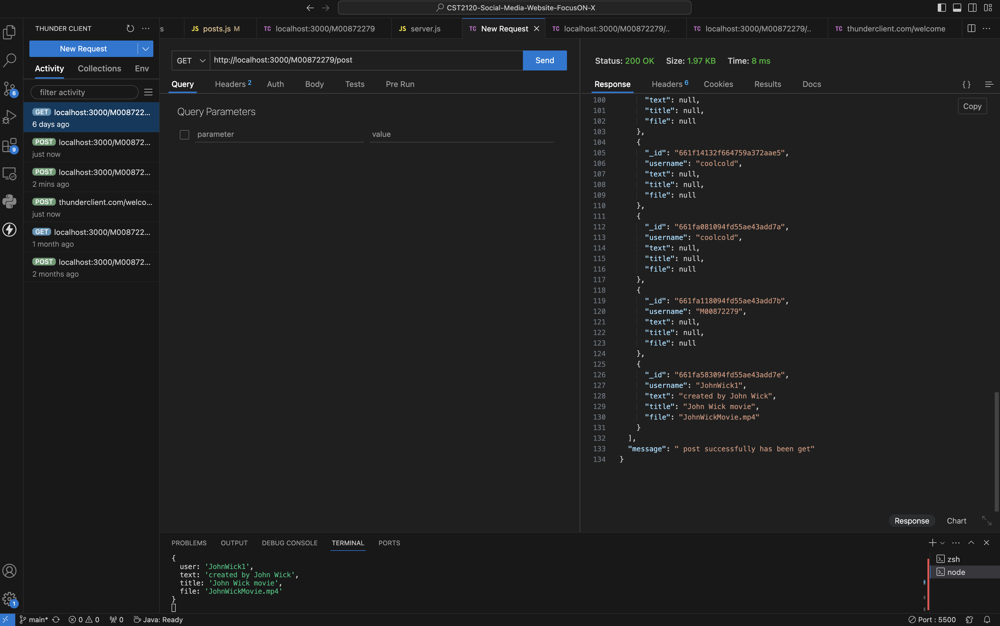 CST2120-Social-Media-Website-FocusON-X
THUNDER CLIENT
New Request
Activity Collections Env
filter activity
GET localhost:3000/M008722...
6 days ago
POST localhost:3000/M00872...
just now
POST localhost:3000/M00872...
2 mins ago
POST thunderclient.com/welco...
just now
GET localhost:3000/M008722...
1 month ago
POST localhost:3000/M00872...
2 months ago
6
9
1
s
JS posts.js M
TC localhost:3000/M00872279
JS server.js
TC New Request
TC localhost:3000/M00872279/..
TC localhost:3000/M00872279/..
TC thunderclient.com/welcome
GET http://localhost:3000/M00872279/post Send
Query Headers 2 Auth Body Tests Pre Run
Query Parameters
parameter value
Status: 200 OK Size: 1.97 KB Time: 8 ms
Response Headers 6 Cookies Results Docs { }
Copy
100 "text": null,
101 "title": null,
102 "file": null
103 },
104 {
105 "_id": "661f14132f664759a372aae5",
106 "username": "coolcold",
107 "text": null,
108 "title": null,
109 "file": null
110 },
111 {
112 "_id": "661fa081094fd55ae43add7a",
113 "username": "coolcold",
114 "text": null,
115 "title": null,
116 "file": null
117 },
118 {
119 "_id": "661fa118094fd55ae43add7b",
120 "username": "M00872279",
121 "text": null,
122 "title": null,
123 "file": null
124 },
125 {
126 "_id": "661fa583094fd55ae43add7e",
127 "username": "JohnWick1",
128 "text": "created by John Wick",
129 "title": "John Wick movie",
130 "file": "JohnWickMovie.mp4"
131 }
132 ],
133 "message": " post successfully has been get"
134 }
Response Chart
PROBLEMS OUTPUT DEBUG CONSOLE TERMINAL PORTS
{
user: 'JohnWick1',
text: 'created by John Wick',
title: 'John Wick movie',
file: 'JohnWickMovie.mp4'
}
zsh
node
main* 0 0 0 Java: Ready
Port : 5500